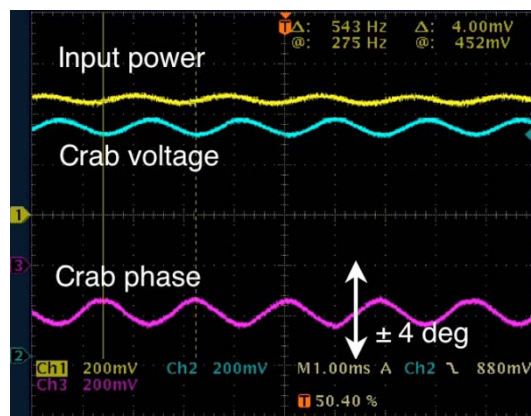 Δ: 543 Hz Δ: 4.00mV
@: 275 Hz @: 452mV
Input power
Crab voltage
1
3
Crab phase
± 4 deg
2
Ch1 200mV Ch2 200mV M1.00ms A Ch2 880mV
Ch3 200mV
T 50.40 %
T